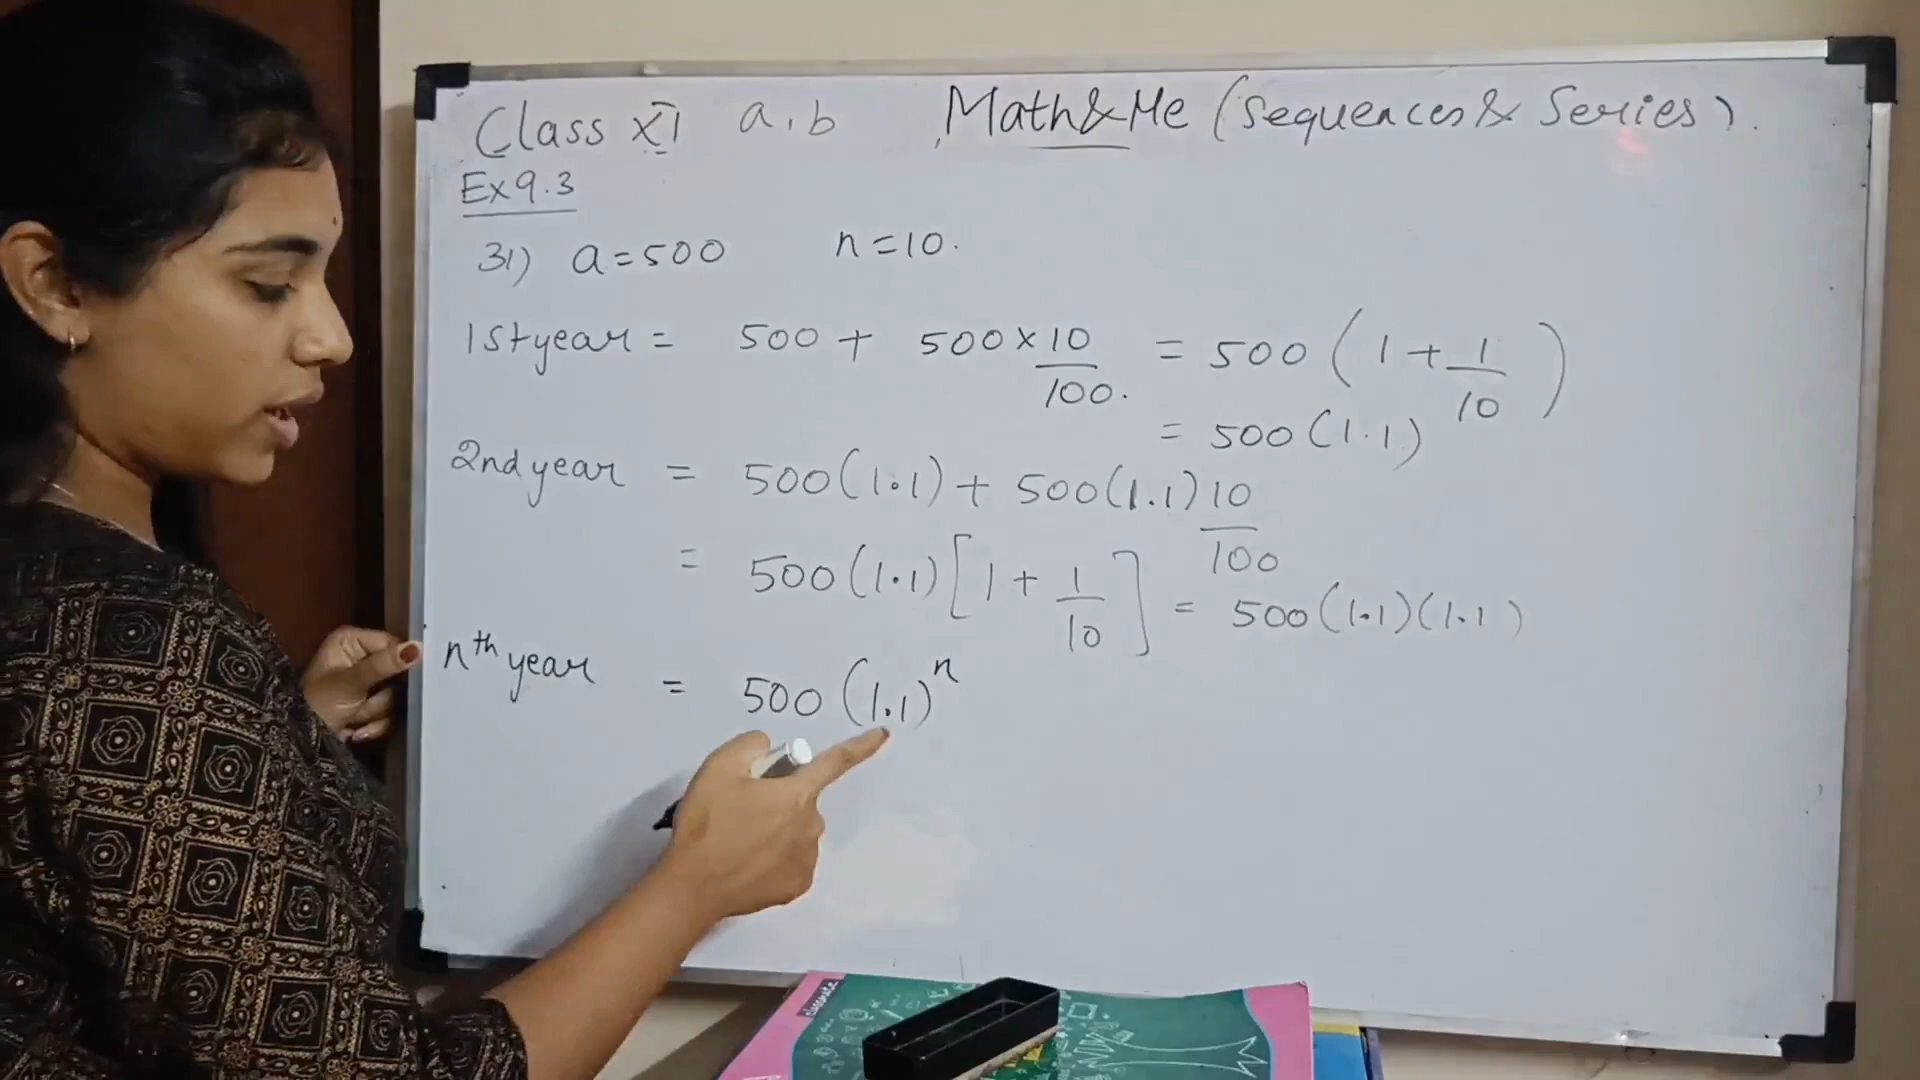 Class XI a, b Math&Me (Sequences & Series).
Ex 9.3
31) a = 500 n = 10.
1st year = 500 + 500 × 10/100. = 500 (1 + 1/10)
= 500 (1.1)
2nd year = 500(1.1) + 500(1.1) 10/100
= 500(1.1) [1 + 1/10] = 500(1.1)(1.1)
nth year = 500 (1.1)^n
Classmate